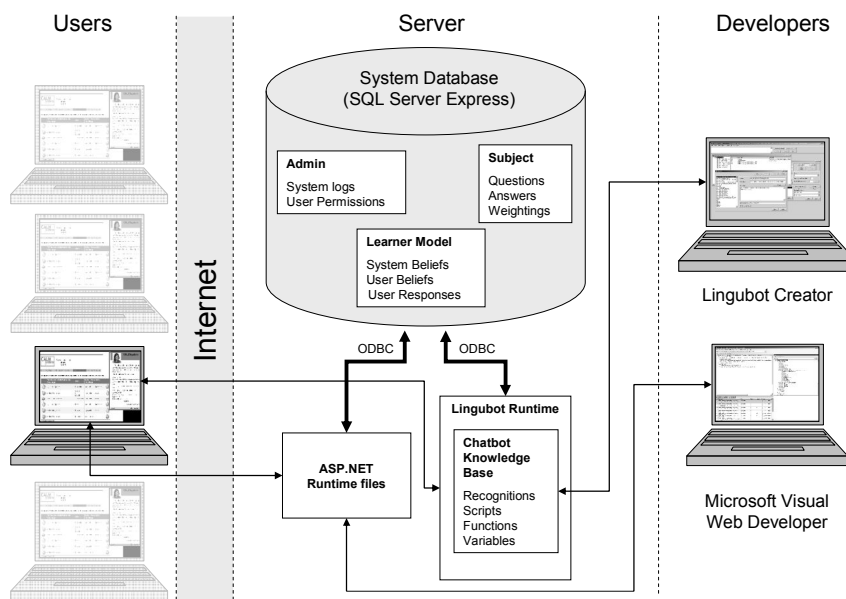 Users
Server
Developers
System Database
(SQL Server Express)
Admin
System logs
User Permissions
Subject
Questions
Answers
Weightings
Learner Model
System Beliefs
User Beliefs
User Responses
Internet
Lingubot Creator
ODBC
ODBC
Lingubot Runtime
Chatbot
Knowledge
Base
Recognitions
Scripts
Functions
Variables
ASP.NET
Runtime files
Microsoft Visual
Web Developer